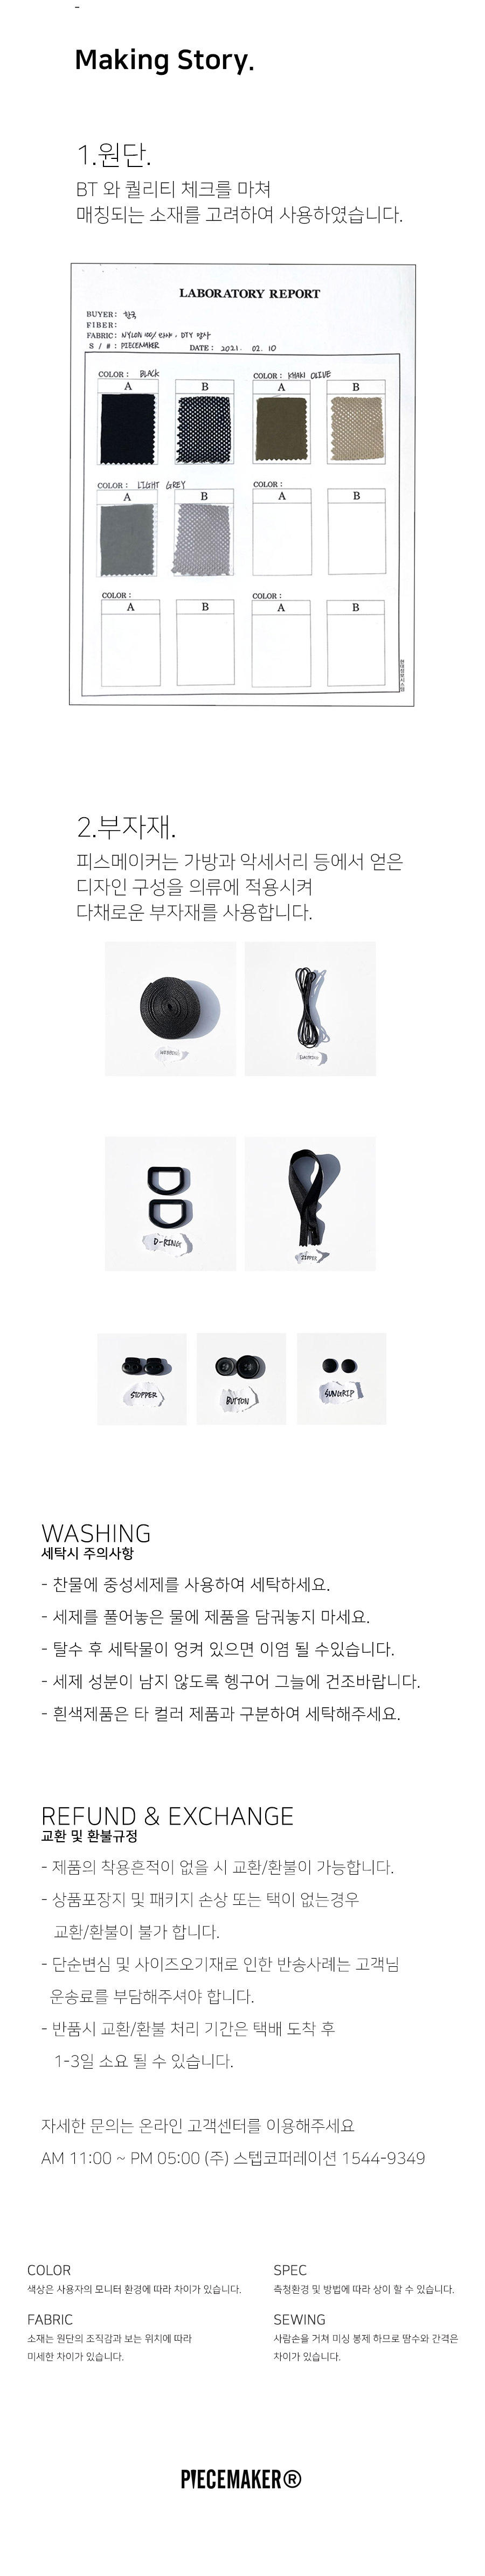 -
Making Story.
1.원단.
BT 와 퀄리티 체크를 마쳐
매칭되는 소재를 고려하여 사용하였습니다.
LABORATORY REPORT
BUYER : 한국
FIBER:
FABRIC: NYLON 100/
S / # : PIECEMAKER DATE : 2021. 02. 10
COLOR : BLACK COLOR : KHAKI OLIVE
A B A B
COLOR : LIGHT GREY COLOR :
A B A B
COLOR : COLOR :
A B A B
2.부자재.
피스메이커는 가방과 악세서리 등에서 얻은
디자인 구성을 의류에 적용시켜
다채로운 부자재를 사용합니다.
D-RING ZIPPER
STOPPER BUTTON SUNGRIP
WASHING
세탁시 주의사항
- 찬물에 중성세제를 사용하여 세탁하세요.
- 세제를 풀어놓은 물에 제품을 담궈놓지 마세요.
- 탈수 후 세탁물이 엉켜 있으면 이염 될 수있습니다.
- 세제 성분이 남지 않도록 헹구어 그늘에 건조바랍니다.
- 흰색제품은 타 컬러 제품과 구분하여 세탁해주세요.
REFUND & EXCHANGE
교환 및 환불규정
- 제품의 착용흔적이 없을 시 교환/환불이 가능합니다.
- 상품포장지 및 패키지 손상 또는 택이 없는경우
교환/환불이 불가 합니다.
- 단순변심 및 사이즈오기재로 인한 반송사례는 고객님
운송료를 부담해주셔야 합니다.
- 반품시 교환/환불 처리 기간은 택배 도착 후
1-3일 소요 될 수 있습니다.
자세한 문의는 온라인 고객센터를 이용해주세요
AM 11:00 ~ PM 05:00 (주) 스텝코퍼레이션 1544-9349
COLOR
색상은 사용자의 모니터 환경에 따라 차이가 있습니다.
SPEC
측정환경 및 방법에 따라 상이 할 수 있습니다.
FABRIC
소재는 원단의 조직감과 보는 위치에 따라
미세한 차이가 있습니다.
SEWING
사람손을 거쳐 미싱 봉제 하므로 땀수와 간격은
차이가 있습니다.
PIECEMAKER®